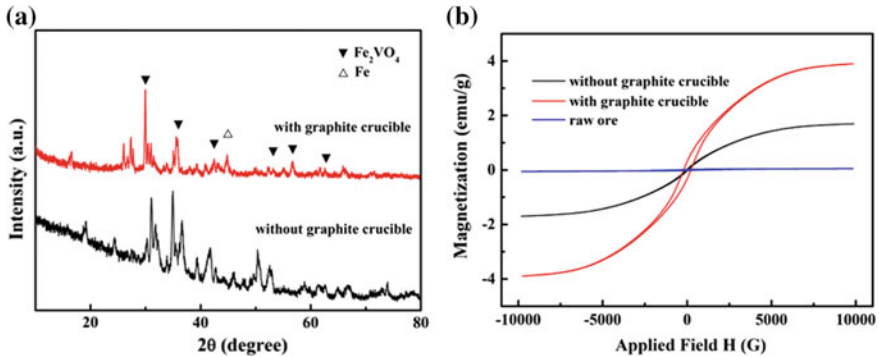 (a)
▼ Fe₂VO₄
△ Fe
with graphite crucible
without graphite crucible
Intensity (a.u.)
20 40 60 80
2θ (degree)
(b)
4
2
0
-2
-4
without graphite crucible
with graphite crucible
raw ore
Magnetization (emu/g)
-10000 -5000 0 5000 10000
Applied Field H (G)